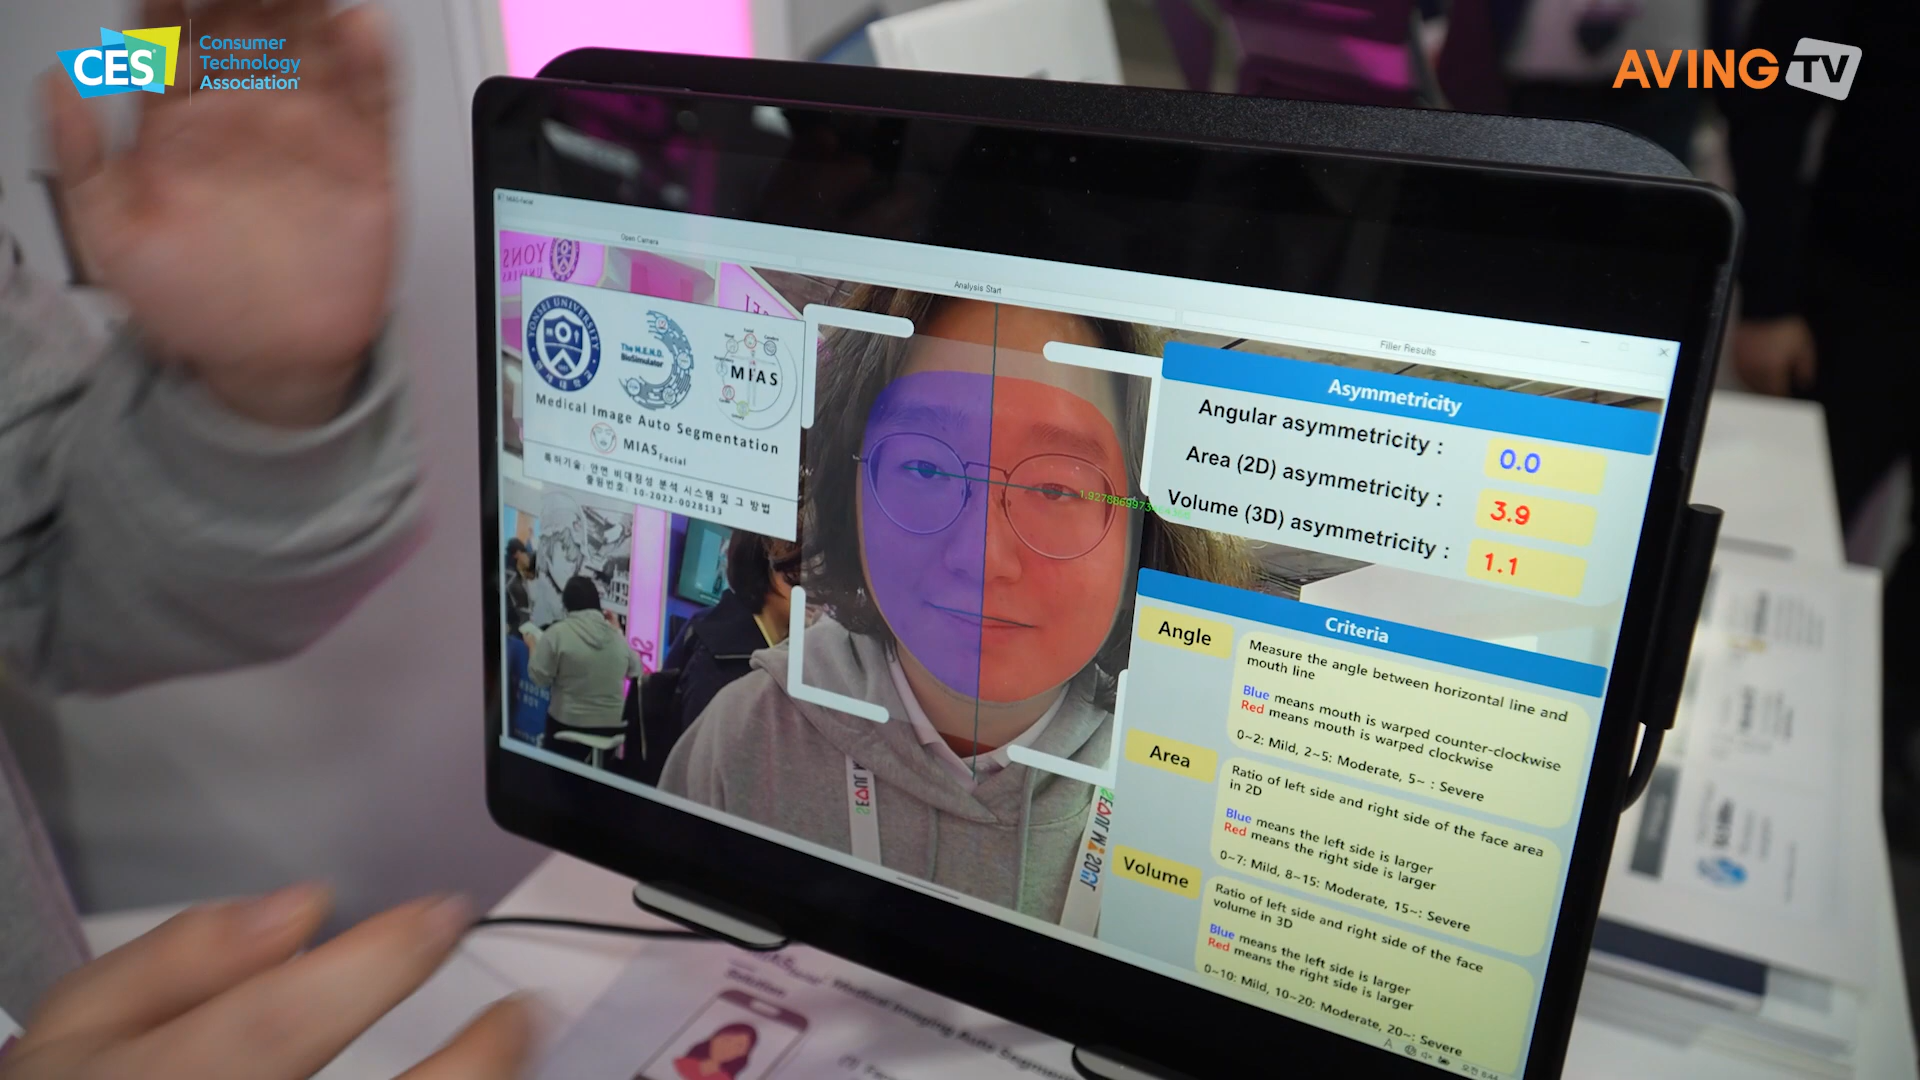 CES
Consumer
Technology
Association
AVING TV
MIAS-Facial
Open Camera
Analysis Start
Filler Results
YONSEI UNIVERSITY
The M.E.M.D.
BioSimulator
MIAS
Medical Image Auto Segmentation
MIAS Facial
특허기술: 안면 비대칭성 분석 시스템 및 그 방법
출원번호: 10-2022-0028133
Asymmetricity
Angular asymmetricity : 0.0
Area (2D) asymmetricity : 3.9
Volume (3D) asymmetricity : 1.1
Criteria
Angle
Measure the angle between horizontal line and
mouth line
Blue means mouth is warped counter-clockwise
Red means mouth is warped clockwise
0~2: Mild, 2~5: Moderate, 5~ : Severe
Area
Ratio of left side and right side of the face area
in 2D
Blue means the left side is larger
Red means the right side is larger
0~7: Mild, 8~15: Moderate, 15~: Severe
Volume
Ratio of left side and right side of the face
volume in 3D
Blue means the left side is larger
Red means the right side is larger
0~10: Mild, 10~20: Moderate, 20~: Severe
Medical Imaging Auto
Solution